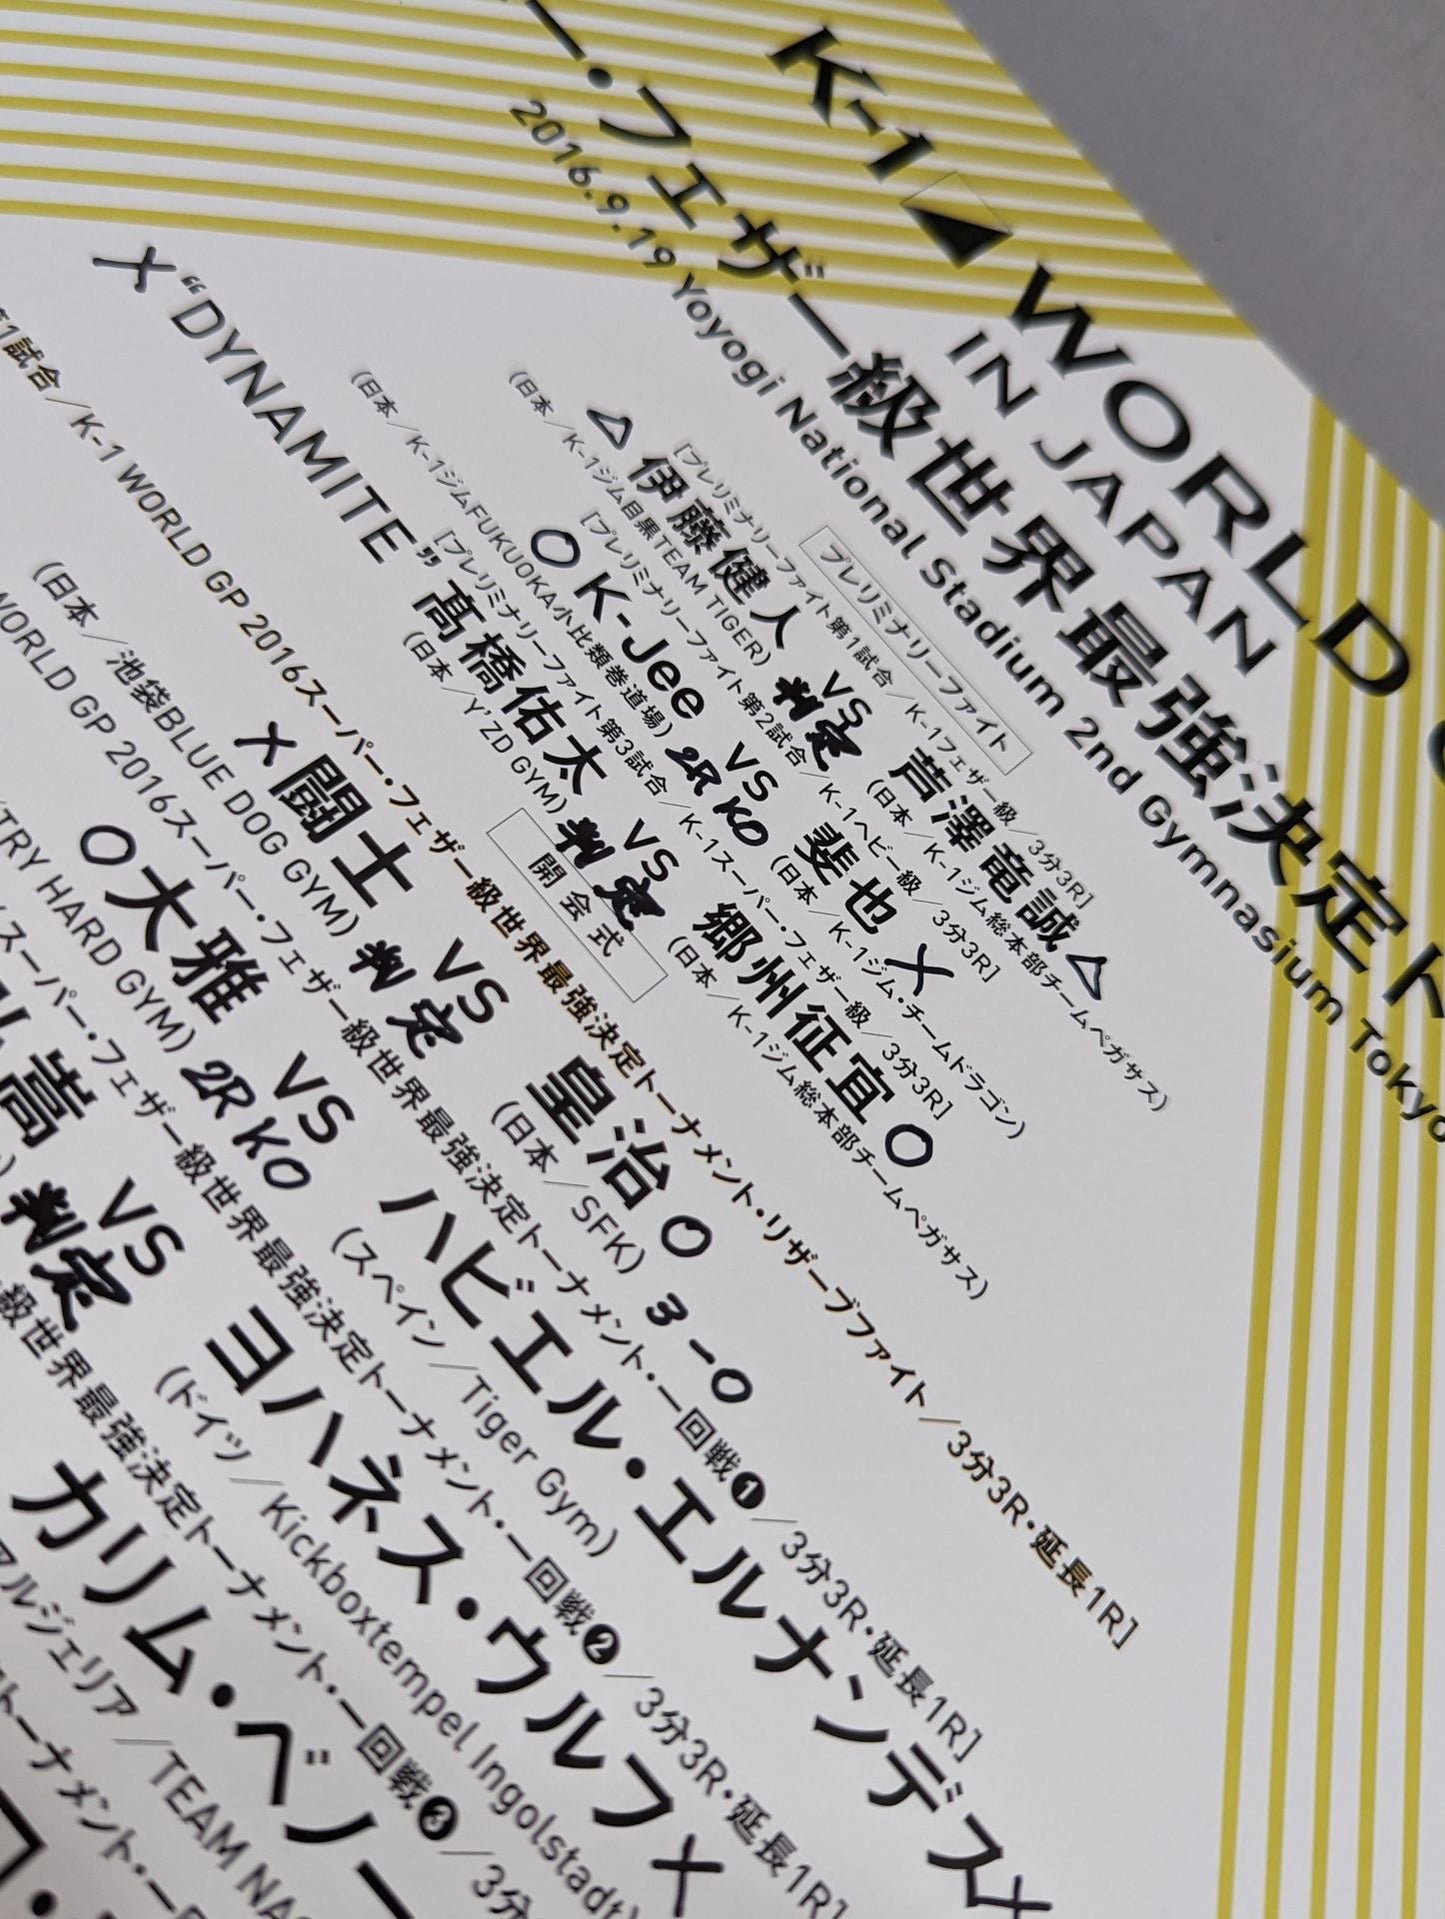 K-1 WORLD
IN JAPAN
ー・フェザー級世界最強決定ト
2016.9.19 Yoyogi National Stadium 2nd Gymnasium Tokyo
プレリミナリーファイト
[プレリミナリーファイト第1試合／K-1フェザー級／3分3R]
△ 伊藤健人 VS 芦澤竜誠 △
判定
(日本／K-1ジム目黒TEAM TIGER)
(日本／K-1ジム総本部チームペガサス)
[プレリミナリーファイト第2試合／K-1ヘビー級／3分3R]
○ K-Jee VS 斐也 ×
2R KO
(日本／K-1ジムFUKUOKA小比類巻道場)
(日本／K-1ジム・チームドラゴン)
[プレリミナリーファイト第3試合／K-1スーパー・フェザー級／3分3R]
× “DYNAMITE” 髙橋佑太 VS 郷州征宜 ○
判定
(日本／Y'ZD GYM)
(日本／K-1ジム総本部チームペガサス)
開会式
第1試合／K-1 WORLD GP 2016スーパー・フェザー級世界最強決定トーナメント・リザーブファイト／3分3R・延長1R]
× 闘士 VS 皇治 ○
判定
3-0
(日本／池袋BLUE DOG GYM)
(日本／SFK)
WORLD GP 2016スーパー・フェザー級世界最強決定トーナメント・一回戦❶／3分3R・延長1R]
○ 大雅 VS ハビエル・エルナンデス ×
2R KO
TRY HARD GYM)
(スペイン／Tiger Gym)
スーパー・フェザー級世界最強決定トーナメント・一回戦❷／3分3R・延長1R]
嵩 VS ヨハネス・ウルフ ×
判定
(ドイツ／Kickboxtempel Ingolstadt)
級世界最強決定トーナメント・一回戦❸／3分
カリム・ベノー
アルジェリア／TEAM NA
トーナメント・一回